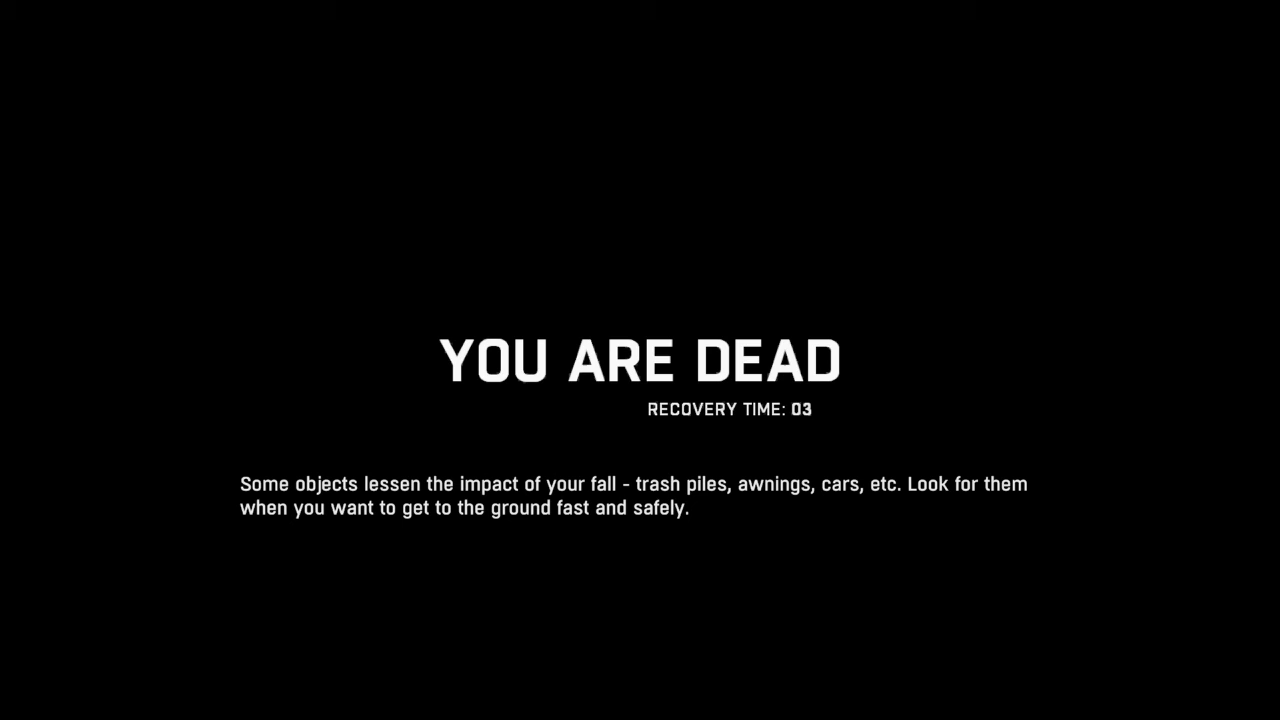 YOU ARE DEAD
RECOVERY TIME: 03
Some objects lessen the impact of your fall - trash piles, awnings, cars, etc. Look for them
when you want to get to the ground fast and safely.